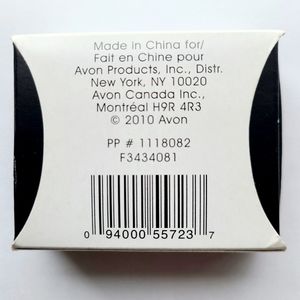 Made in China for/
Fait en Chine pour
Avon Products, Inc., Distr.
New York, NY 10020
Avon Canada Inc.,
Montréal H9R 4R3
© 2010 Avon
PP # 1118082
F3434081
0 94000 55723 7